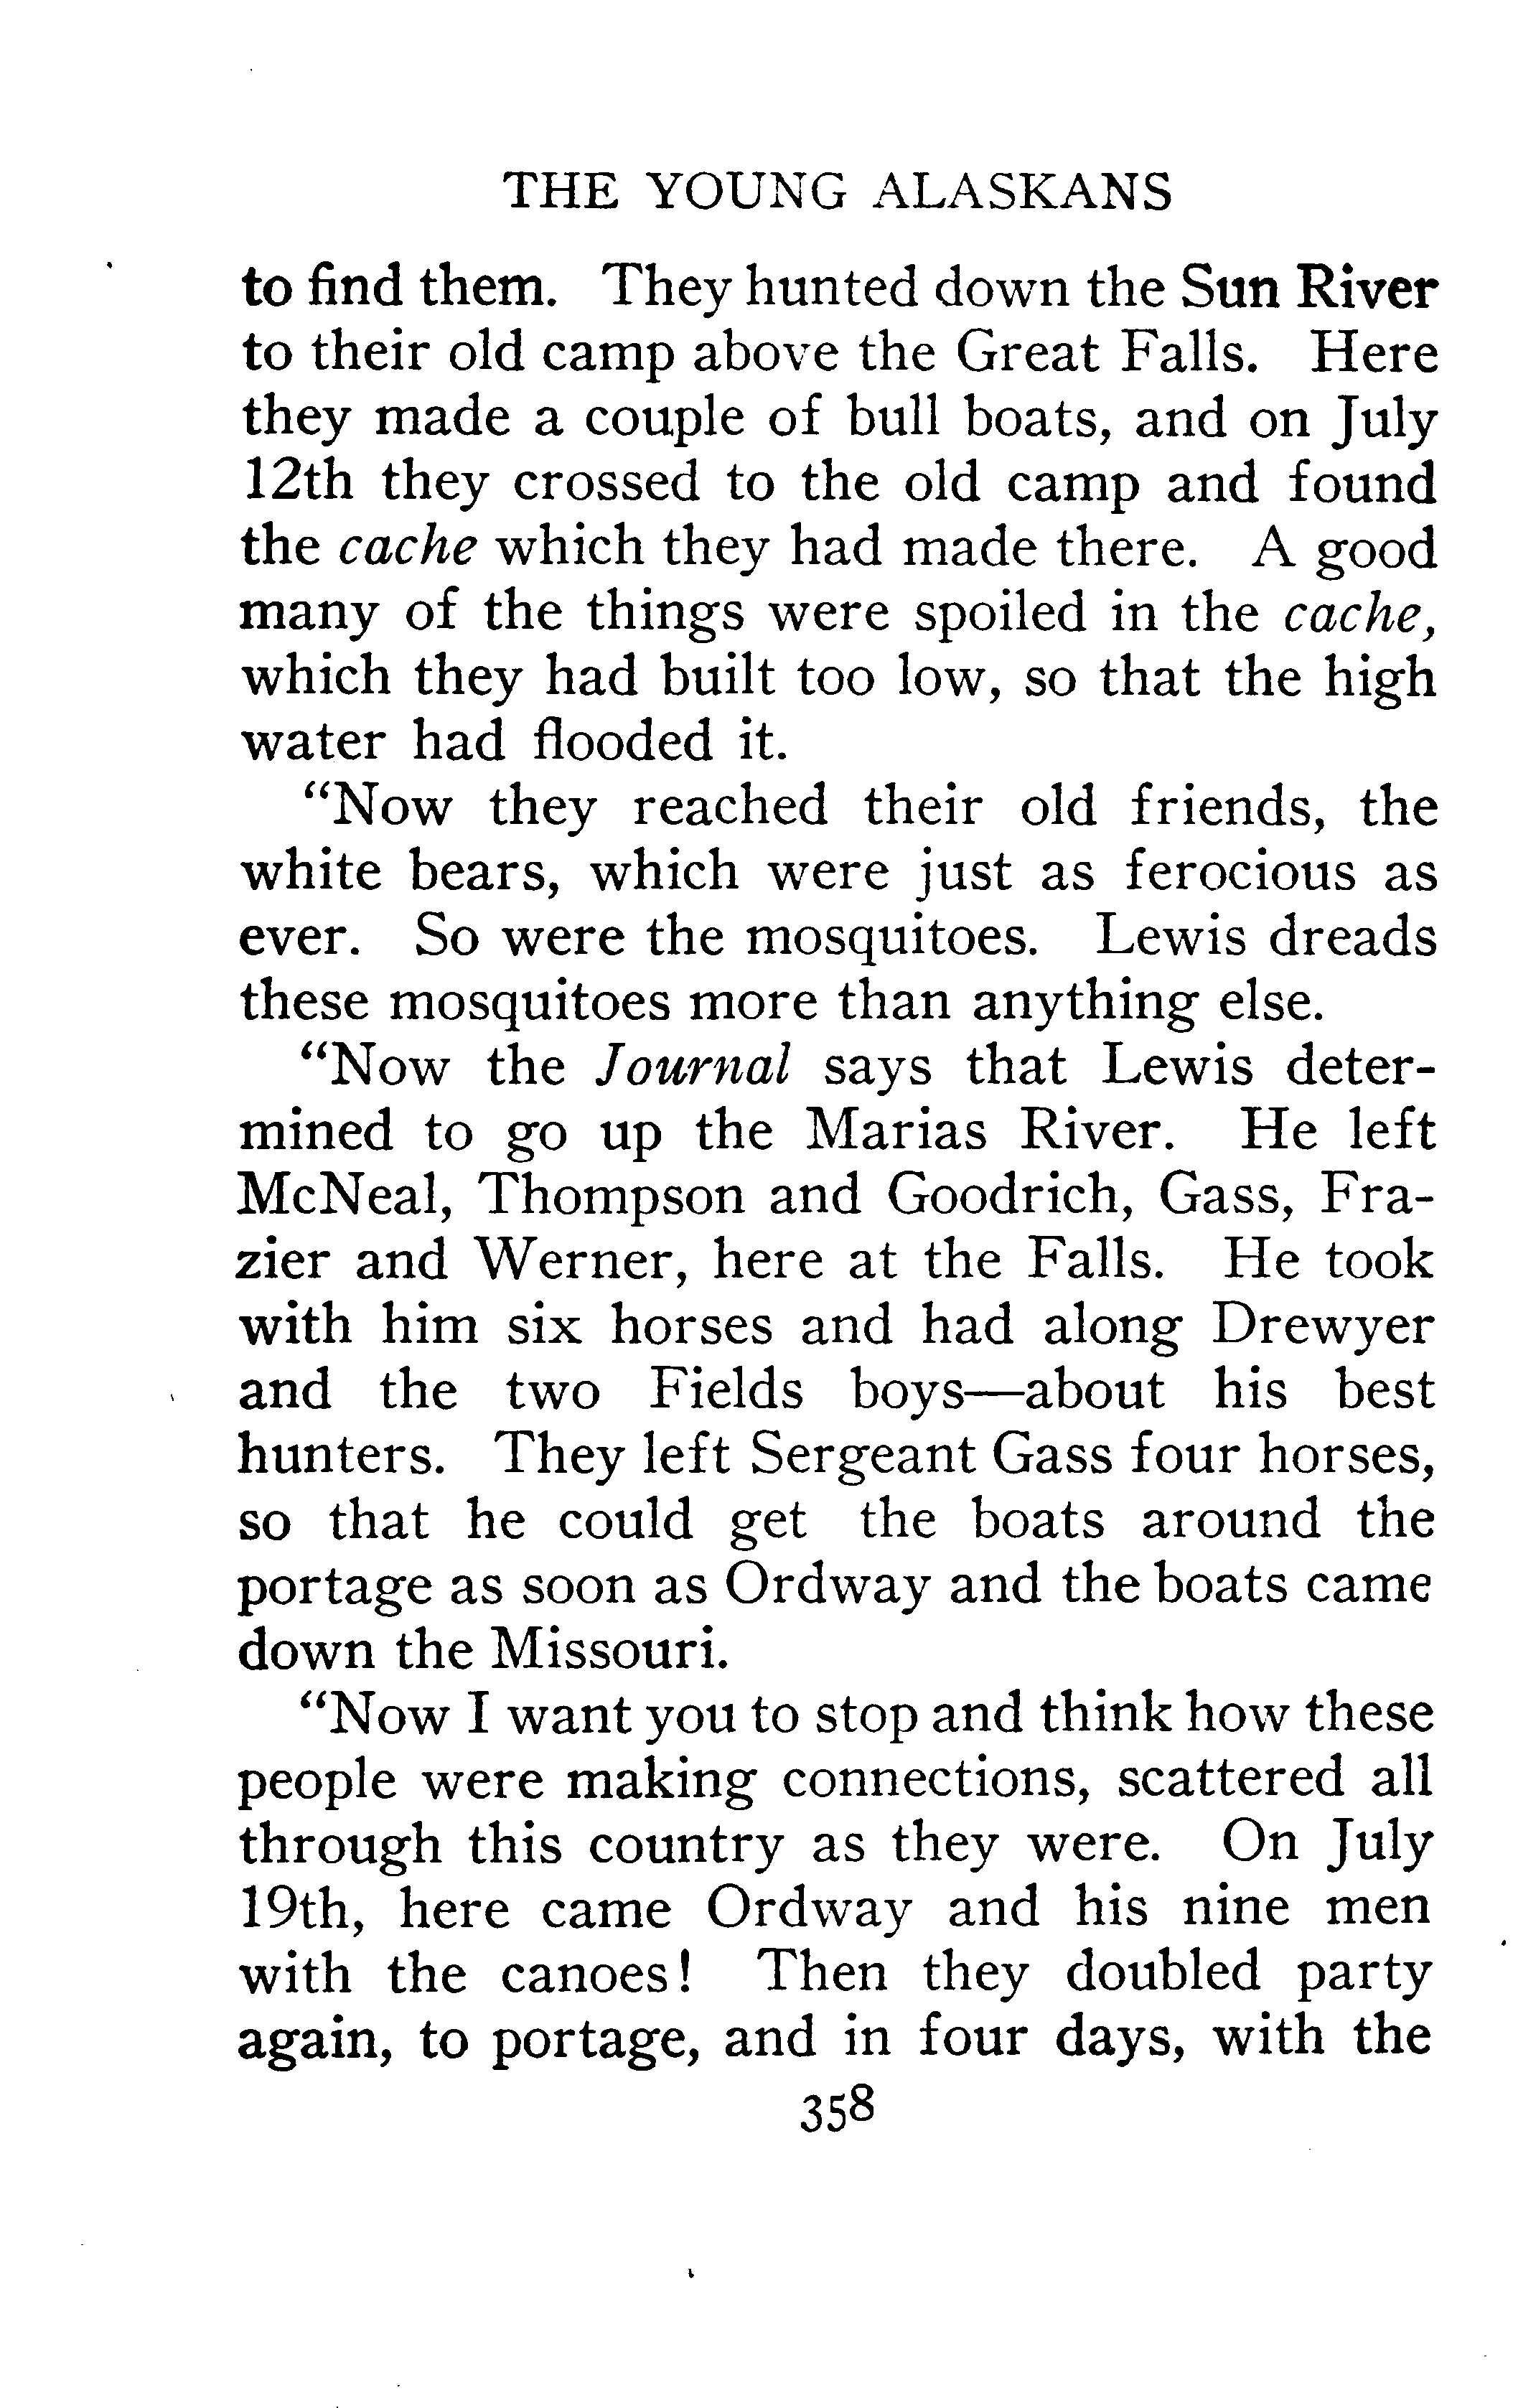 THE YOUNG ALASKANS
to find them. They hunted down the Sun River
to their old camp above the Great Falls. Here
they made a couple of bull boats, and on July
12th they crossed to the old camp and found
the cache which they had made there. A good
many of the things were spoiled in the cache,
which they had built too low, so that the high
water had flooded it.
"Now they reached their old friends, the
white bears, which were just as ferocious as
ever. So were the mosquitoes. Lewis dreads
these mosquitoes more than anything else.
"Now the Journal says that Lewis deter-
mined to go up the Marias River. He left
McNeal, Thompson and Goodrich, Gass, Fra-
zier and Werner, here at the Falls. He took
with him six horses and had along Drewyer
and the two Fields boys—about his best
hunters. They left Sergeant Gass four horses,
so that he could get the boats around the
portage as soon as Ordway and the boats came
down the Missouri.
"Now I want you to stop and think how these
people were making connections, scattered all
through this country as they were. On July
19th, here came Ordway and his nine men
with the canoes! Then they doubled party
again, to portage, and in four days, with the
358